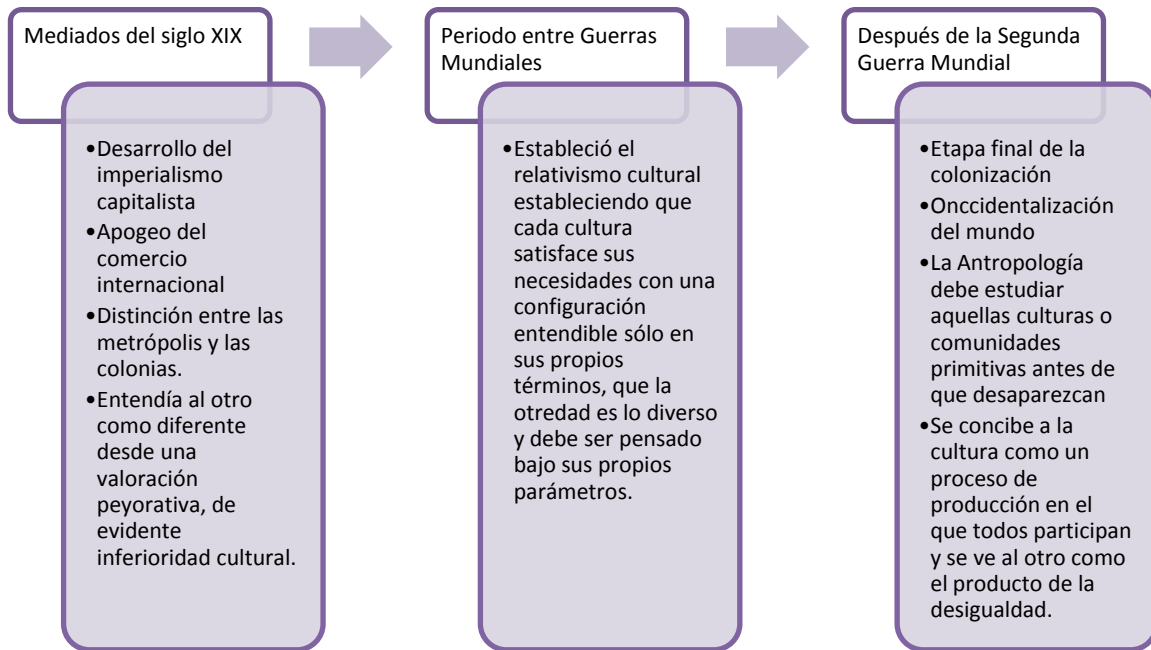 Mediados del siglo XIX
•Desarrollo del
imperialismo
capitalista
•Apogeo del
comercio
internacional
•Distinción entre las
metrópolis y las
colonias.
•Entendía al otro
como diferente
desde una
valoración
peyorativa, de
evidente
inferioridad cultural.
Periodo entre Guerras
Mundiales
•Estableció el
relativismo cultural
estableciendo que
cada cultura
satisface sus
necesidades con una
configuración
entendible sólo en
sus propios
términos, que la
otredad es lo diverso
y debe ser pensado
bajo sus propios
parámetros.
Después de la Segunda
Guerra Mundial
•Etapa final de la
colonización
•Onccidentalización
del mundo
•La Antropología
debe estudiar
aquellas culturas o
comunidades
primitivas antes de
que desaparezcan
•Se concibe a la
cultura como un
proceso de
producción en el
que todos participan
y se ve al otro como
el producto de la
desigualdad.